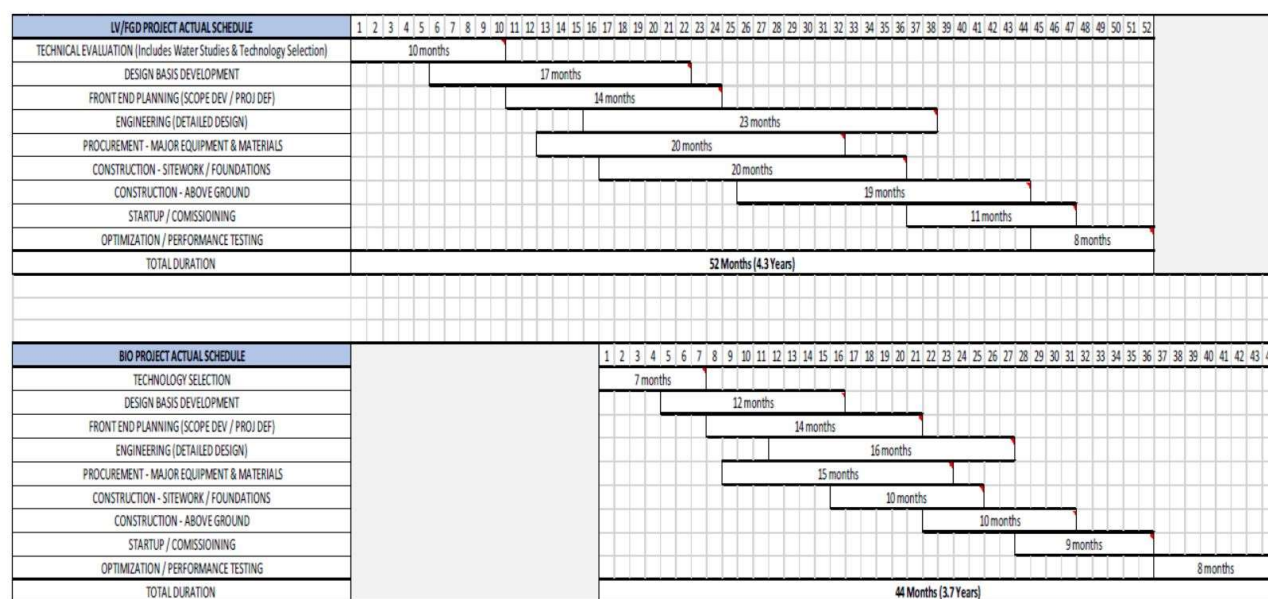 LV/FGD PROJECT ACTUAL SCHEDULE 1 2 3 4 5 6 7 8 9 10 11 12 13 14 15 16 17 18 19 20 21 22 23 24 25 26 27 28 29 30 31 32 33 34 35 36 37 38 39 40 41 42 43 44 45 46 47 48 49 50 51 52
TECHNICAL EVALUATION (Includes Water Studies & Technology Selection) 10 months
DESIGN BASIS DEVELOPMENT 17 months
FRONT END PLANNING (SCOPE DEV / PROJ DEF) 14 months
ENGINEERING (DETAILED DESIGN) 23 months
PROCUREMENT - MAJOR EQUIPMENT & MATERIALS 20 months
CONSTRUCTION - SITEWORK / FOUNDATIONS 20 months
CONSTRUCTION - ABOVE GROUND 19 months
STARTUP / COMISSIOINING 11 months
OPTIMIZATION / PERFORMANCE TESTING 8 months
TOTAL DURATION 52 Months (4.3 Years)
BIO PROJECT ACTUAL SCHEDULE 1 2 3 4 5 6 7 8 9 10 11 12 13 14 15 16 17 18 19 20 21 22 23 24 25 26 27 28 29 30 31 32 33 34 35 36 37 38 39 40 41 42 43 4
TECHNOLOGY SELECTION 7 months
DESIGN BASIS DEVELOPMENT 12 months
FRONT END PLANNING (SCOPE DEV / PROJ DEF) 14 months
ENGINEERING (DETAILED DESIGN) 16 months
PROCUREMENT - MAJOR EQUIPMENT & MATERIALS 15 months
CONSTRUCTION - SITEWORK / FOUNDATIONS 10 months
CONSTRUCTION - ABOVE GROUND 10 months
STARTUP / COMISSIOINING 9 months
OPTIMIZATION / PERFORMANCE TESTING 8 months
TOTAL DURATION 44 Months (3.7 Years)